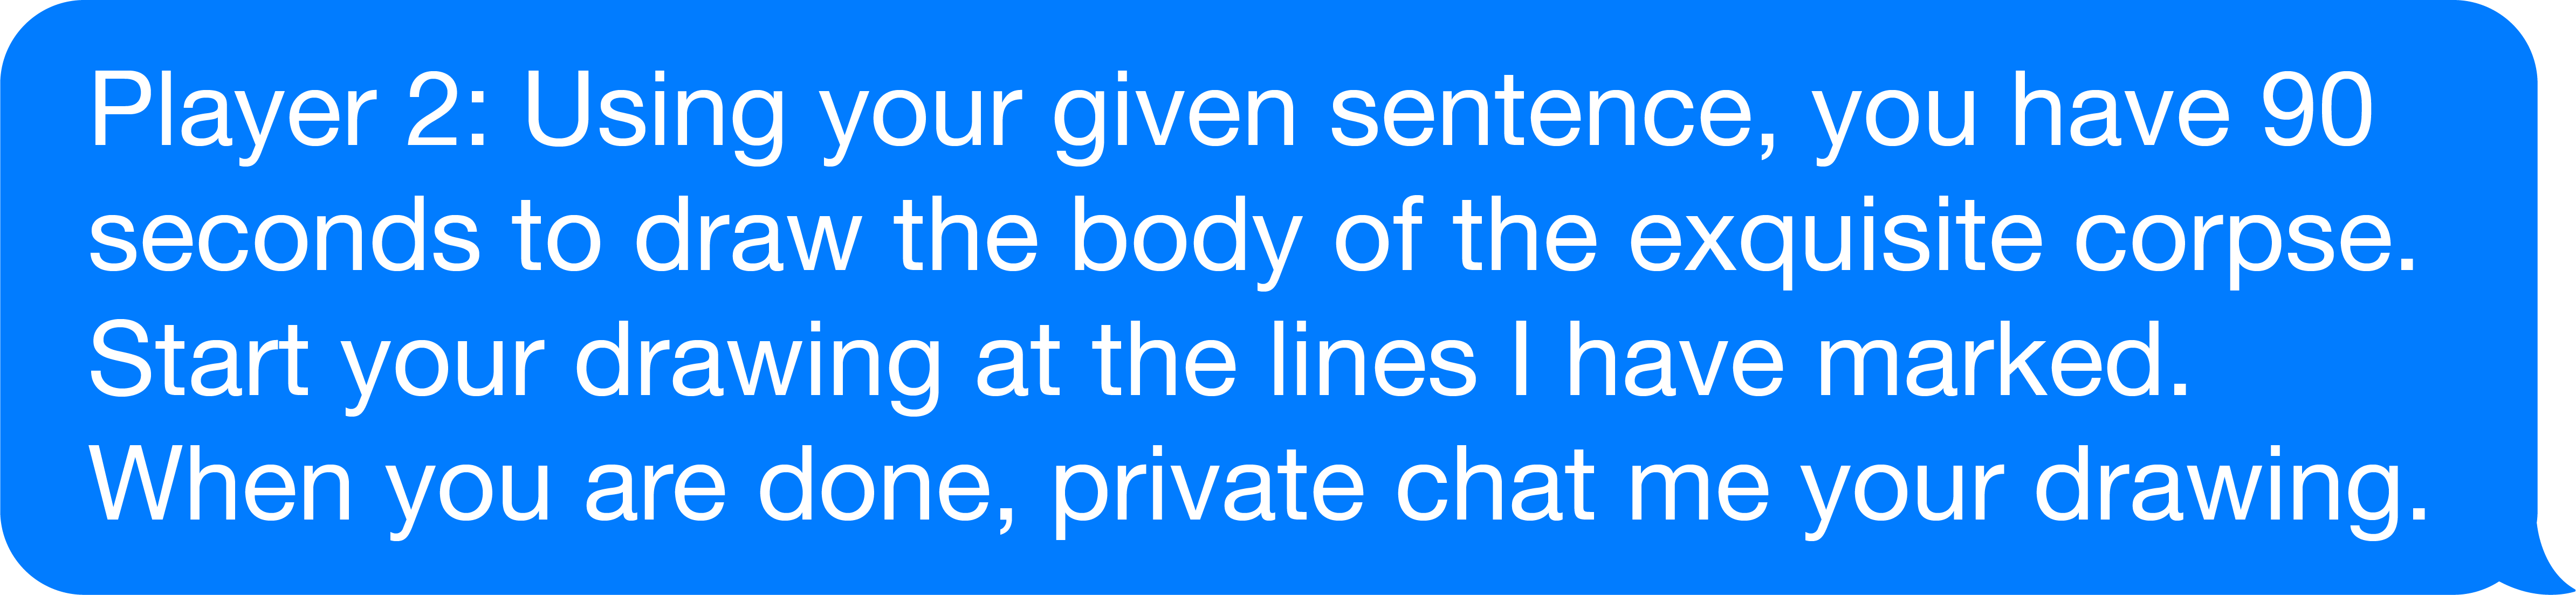 Player 2: Using your given sentence, you have 90
seconds to draw the body of the exquisite corpse.
Start your drawing at the lines I have marked.
When you are done, private chat me your drawing.